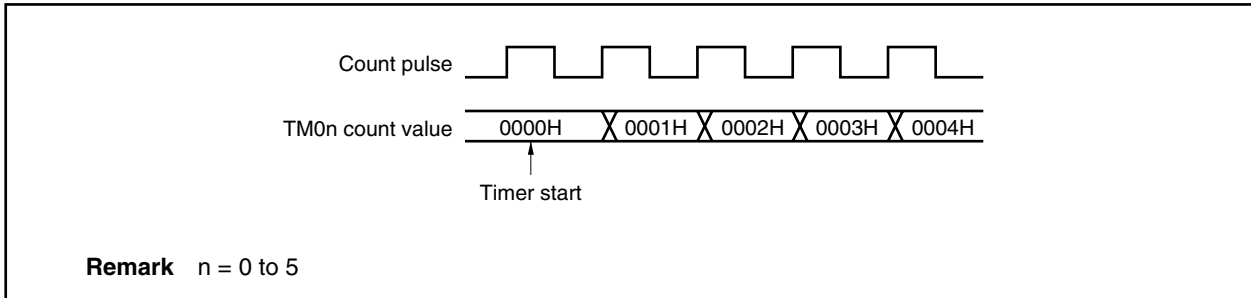 Count pulse
TM0n count value 0000H 0001H 0002H 0003H 0004H
Timer start
Remark n = 0 to 5